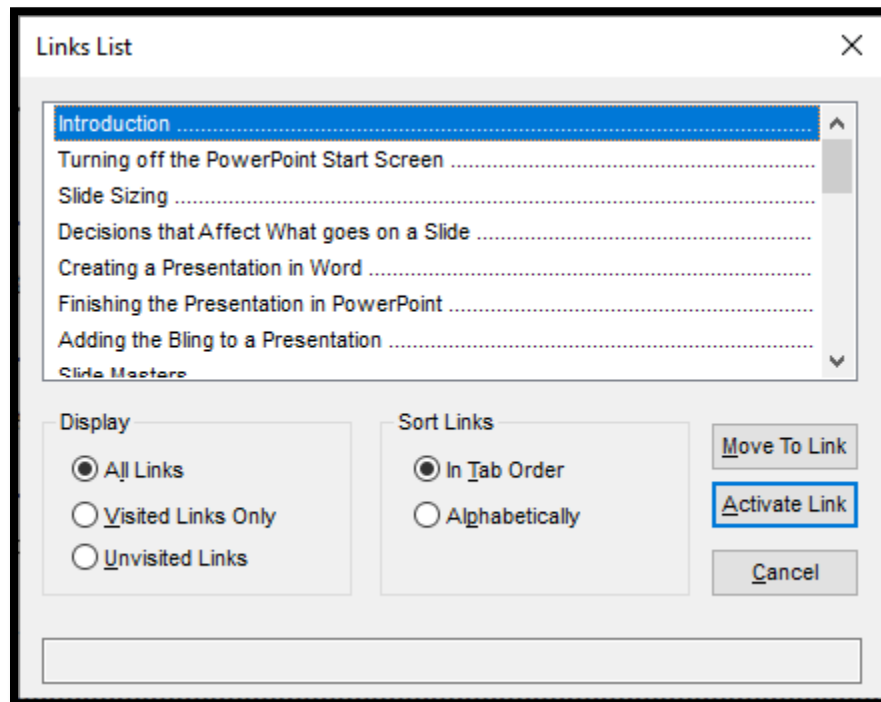 Links List
Introduction ................................................................................................
Turning off the PowerPoint Start Screen .......................................................
Slide Sizing ................................................................................................
Decisions that Affect What goes on a Slide ..................................................
Creating a Presentation in Word ...................................................................
Finishing the Presentation in PowerPoint ......................................................
Adding the Bling to a Presentation ................................................................
Slide Masters
Display
All Links
Visited Links Only
Unvisited Links
Sort Links
In Tab Order
Alphabetically
Move To Link
Activate Link
Cancel